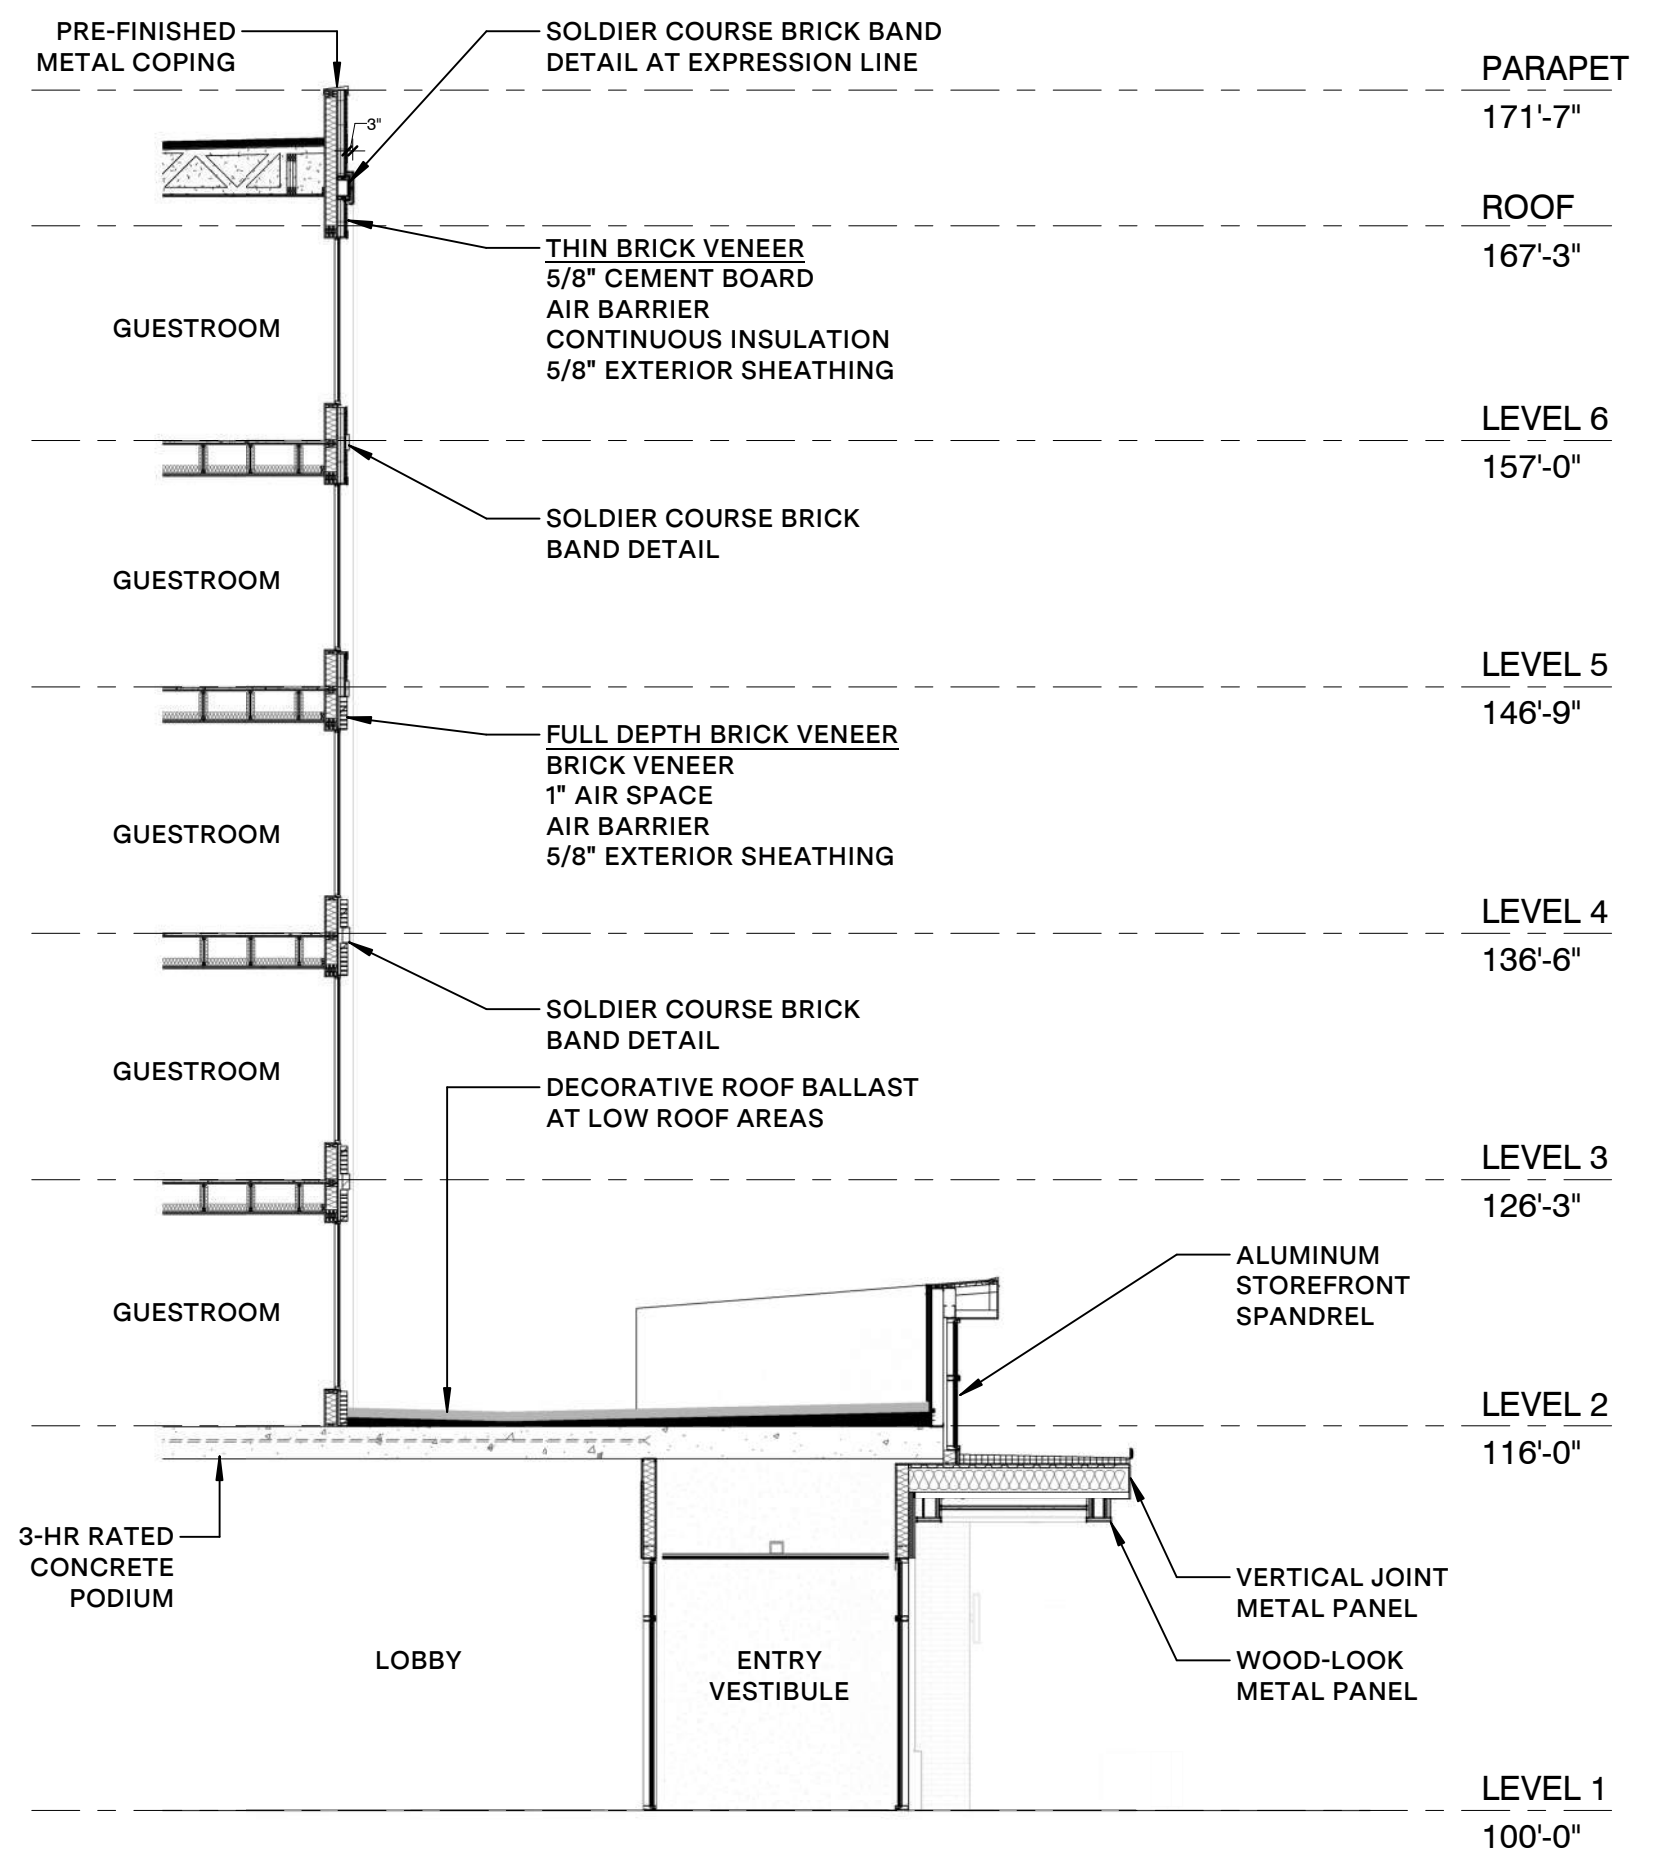 PRE-FINISHED
METAL COPING
SOLDIER COURSE BRICK BAND
DETAIL AT EXPRESSION LINE
PARAPET
171'-7"
3"
ROOF
167'-3"
THIN BRICK VENEER
5/8" CEMENT BOARD
AIR BARRIER
CONTINUOUS INSULATION
5/8" EXTERIOR SHEATHING
GUESTROOM
LEVEL 6
157'-0"
SOLDIER COURSE BRICK
BAND DETAIL
GUESTROOM
LEVEL 5
146'-9"
FULL DEPTH BRICK VENEER
BRICK VENEER
1" AIR SPACE
AIR BARRIER
5/8" EXTERIOR SHEATHING
GUESTROOM
LEVEL 4
136'-6"
SOLDIER COURSE BRICK
BAND DETAIL
GUESTROOM
DECORATIVE ROOF BALLAST
AT LOW ROOF AREAS
LEVEL 3
126'-3"
ALUMINUM
STOREFRONT
SPANDREL
GUESTROOM
LEVEL 2
116'-0"
3-HR RATED
CONCRETE
PODIUM
VERTICAL JOINT
METAL PANEL
LOBBY
ENTRY
VESTIBULE
WOOD-LOOK
METAL PANEL
LEVEL 1
100'-0"